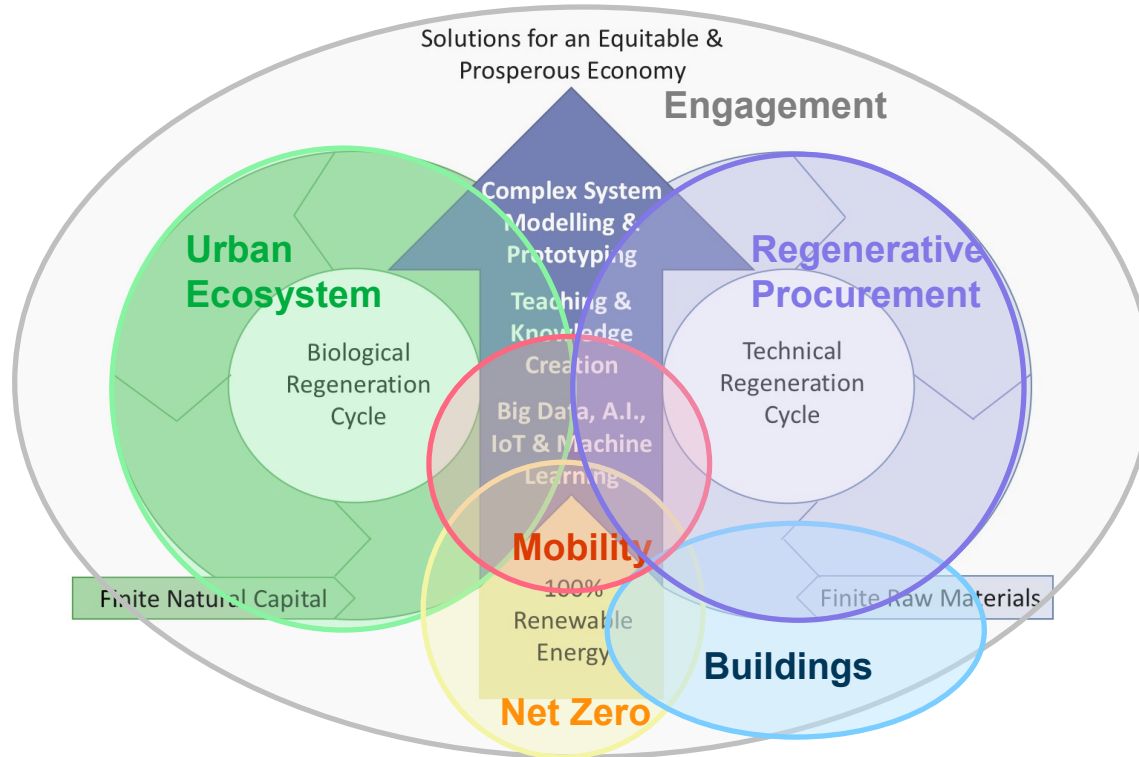 Solutions for an Equitable &
Prosperous Economy
Engagement
Complex System
Modelling &
Prototyping
Urban
Ecosystem
Regenerative
Procurement
Teaching &
Knowledge
Creation
Biological
Regeneration
Cycle
Technical
Regeneration
Cycle
Big Data, A.I.,
IoT & Machine
Learning
Mobility
100%
Renewable
Energy
Finite Natural Capital
Finite Raw Materials
Buildings
Net Zero